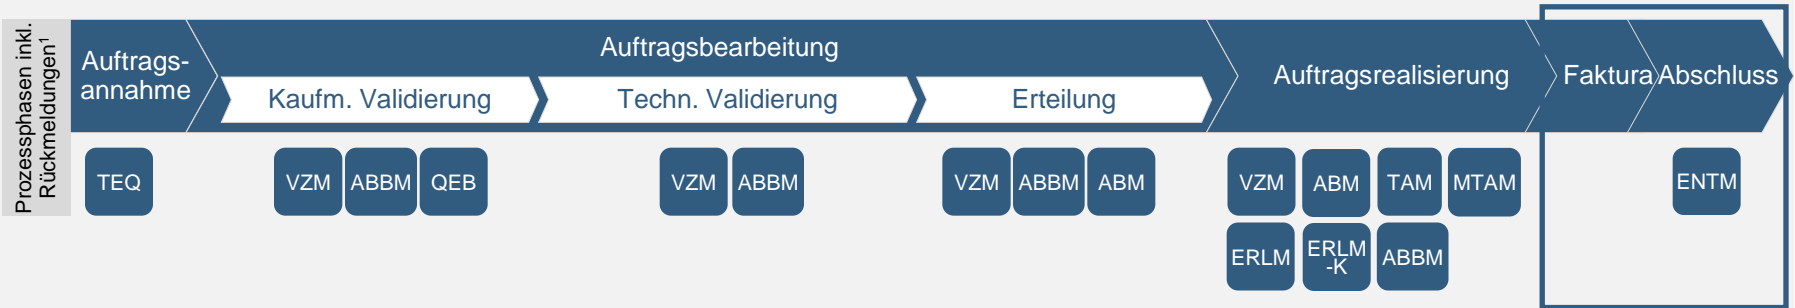 Prozessphasen inkl.
Rückmeldungen¹
Auftrags-
annahme
Auftragsbearbeitung
Kaufm. Validierung
Techn. Validierung
Erteilung
Auftragsrealisierung
Faktura
Abschluss
TEQ
VZM
ABBM
QEB
VZM
ABBM
VZM
ABBM
ABM
VZM
ABM
TAM
MTAM
ENTM
ERLM
ERLM
-K
ABBM